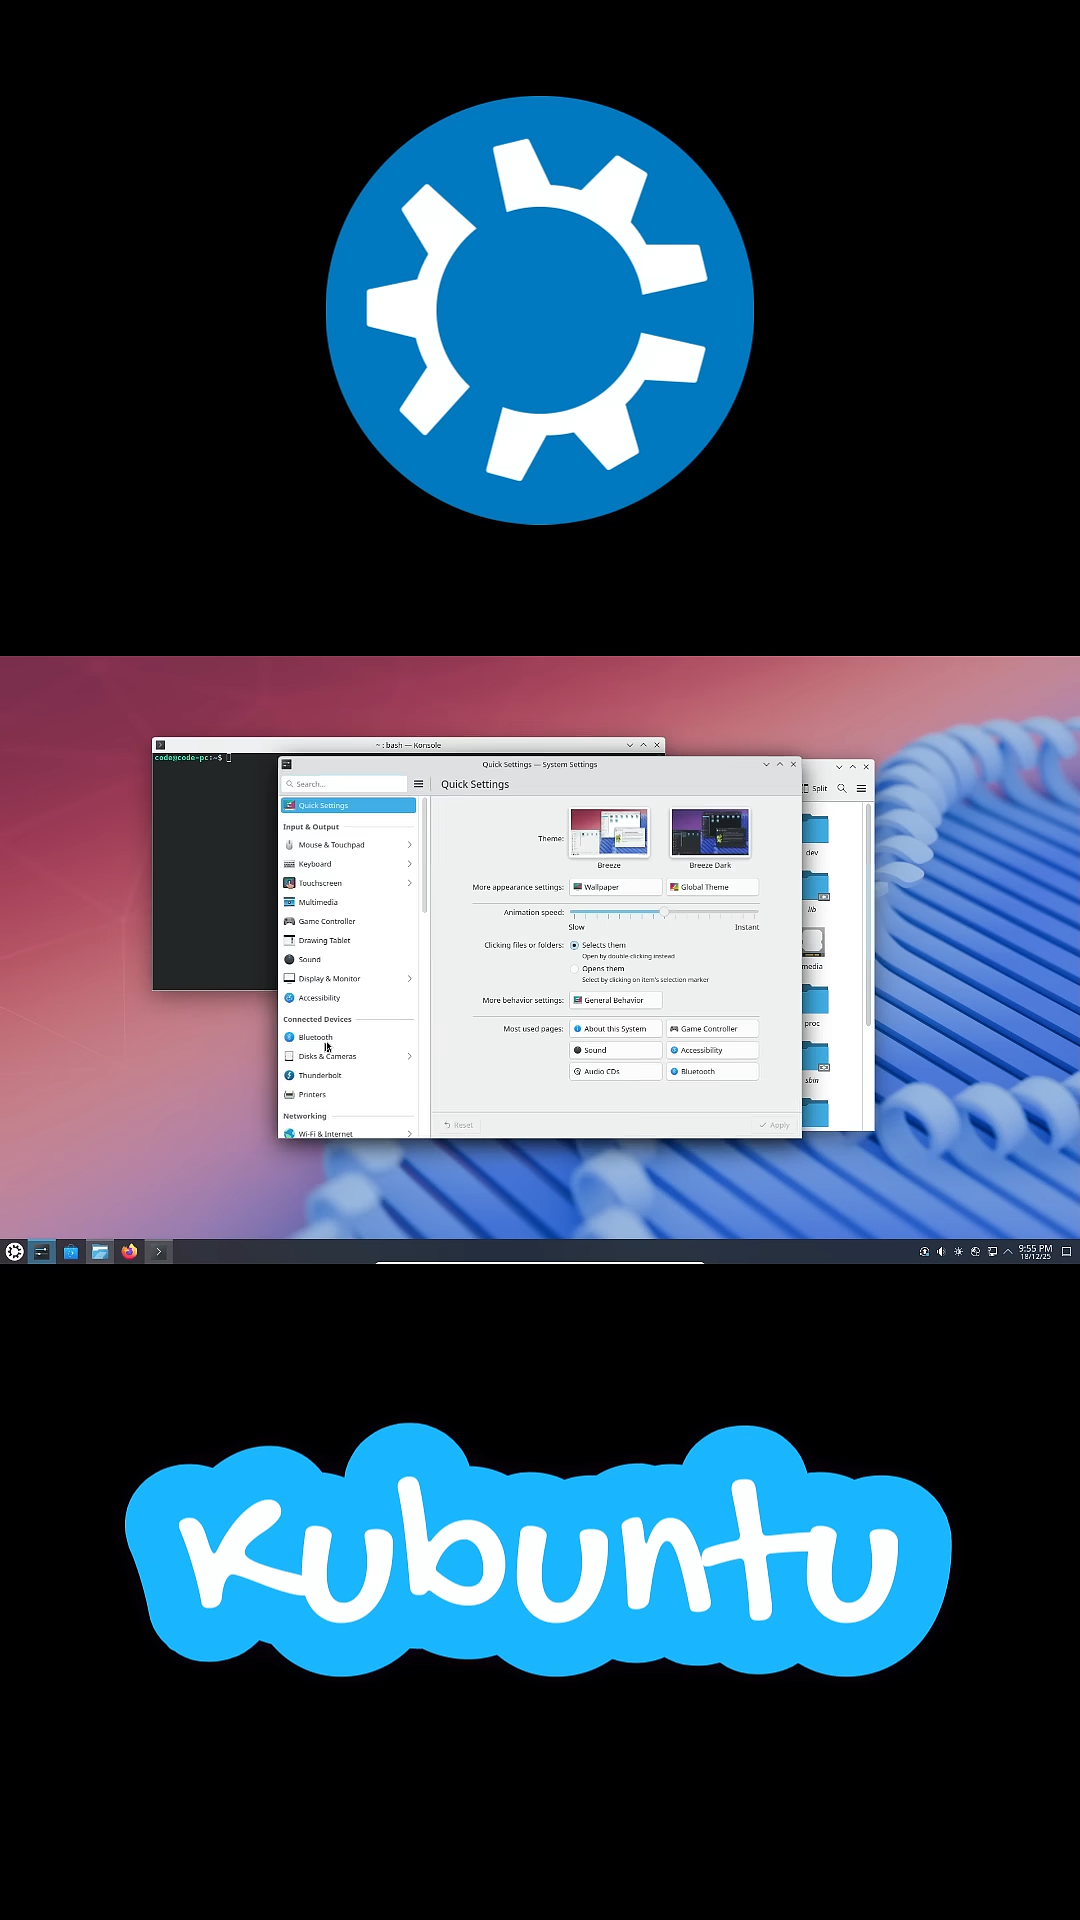 ~ : bash — Konsole
code@code-pc:~$
Quick Settings — System Settings
Search...
Quick Settings
Split
Quick Settings
Input & Output
Mouse & Touchpad
Keyboard
Touchscreen
Multimedia
Game Controller
Drawing Tablet
Sound
Display & Monitor
Accessibility
Connected Devices
Bluetooth
Disks & Cameras
Thunderbolt
Printers
Networking
Wi-Fi & Internet
Theme:
Breeze
Breeze Dark
More appearance settings:
Wallpaper
Global Theme
Animation speed:
Slow
Instant
Clicking files or folders:
Selects them
Open by double-clicking instead
Opens them
Select by clicking on item's selection marker
More behavior settings:
General Behavior
Most used pages:
About this System
Game Controller
Sound
Accessibility
Audio CDs
Bluetooth
Reset
Apply
dev
lib
media
proc
sbin
9:55 PM
18/12/25
kubuntu